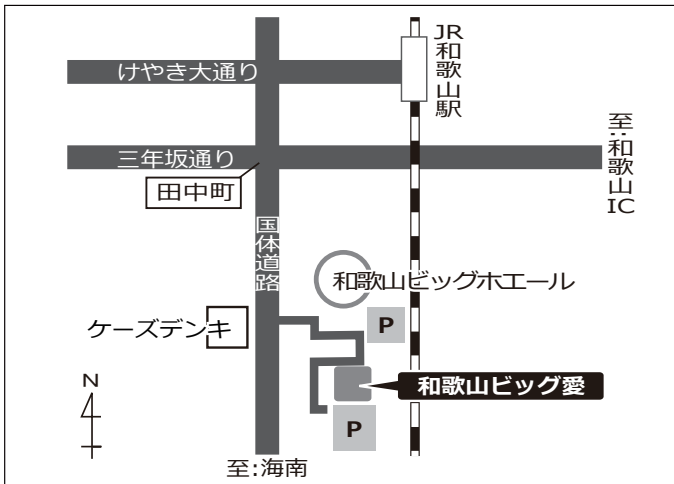 JR和歌山駅
けやき大通り
至:和歌山IC
三年坂通り
田中町
国体道路
和歌山ビッグホエール
ケーズデンキ
P
N
和歌山ビッグ愛
P
至:海南